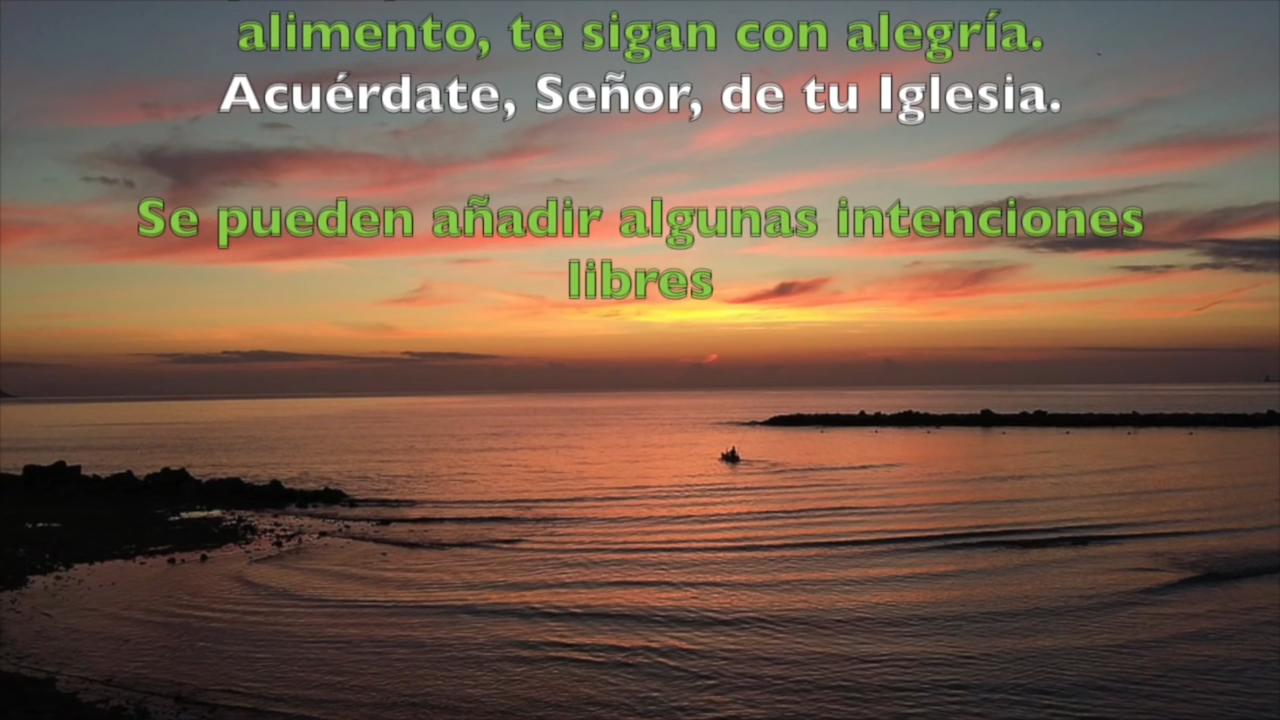 alimento, te sigan con alegría.
Acuérdate, Señor, de tu Iglesia.
Se pueden añadir algunas intenciones
libres